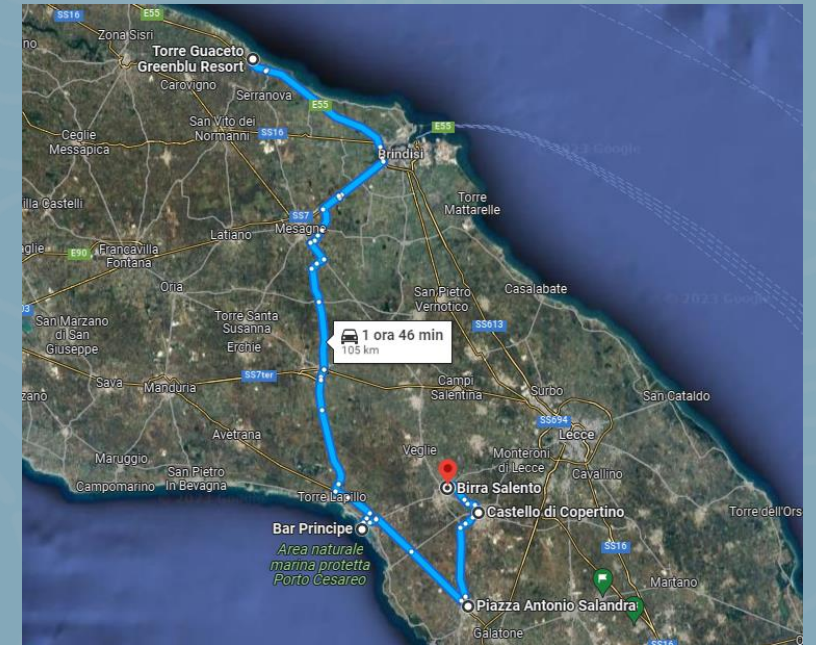 SS16
E55
Zona Sisri
Torre Guaceto
Greenblu Resort
Carovigno
Serranova
E55
San Vito dei
Normanni
SS16
E55
Ceglie
Messapica
Brindisi
2023 Google
Torre
Mattarelle
illa Castelli
SS7
Latiano
Mesagne
E90
Francavilla
Fontana
Oria
San Pietro
Vernotico
Casalabate
San Marzano
di San
Giuseppe
Torre Santa
Susanna
Erchie
1 ora 46 min
105 km
SS613
SS7ter
Sava
Manduria
Campi
Salentina
Surbo
San Cataldo
SS694
Lecce
Avetrana
Veglie
Monteroni
di Lecce
Cavallino
Maruggio
San Pietro
in Bevagna
Campomarino
Torre Lapillo
Birra Salento
Castello di Copertino
Torre dell'Ors
Bar Principe
Area naturale
marina protetta
Porto Cesareo
SS16
Martano
Piazza Antonio Salandra
Galatone
SS16